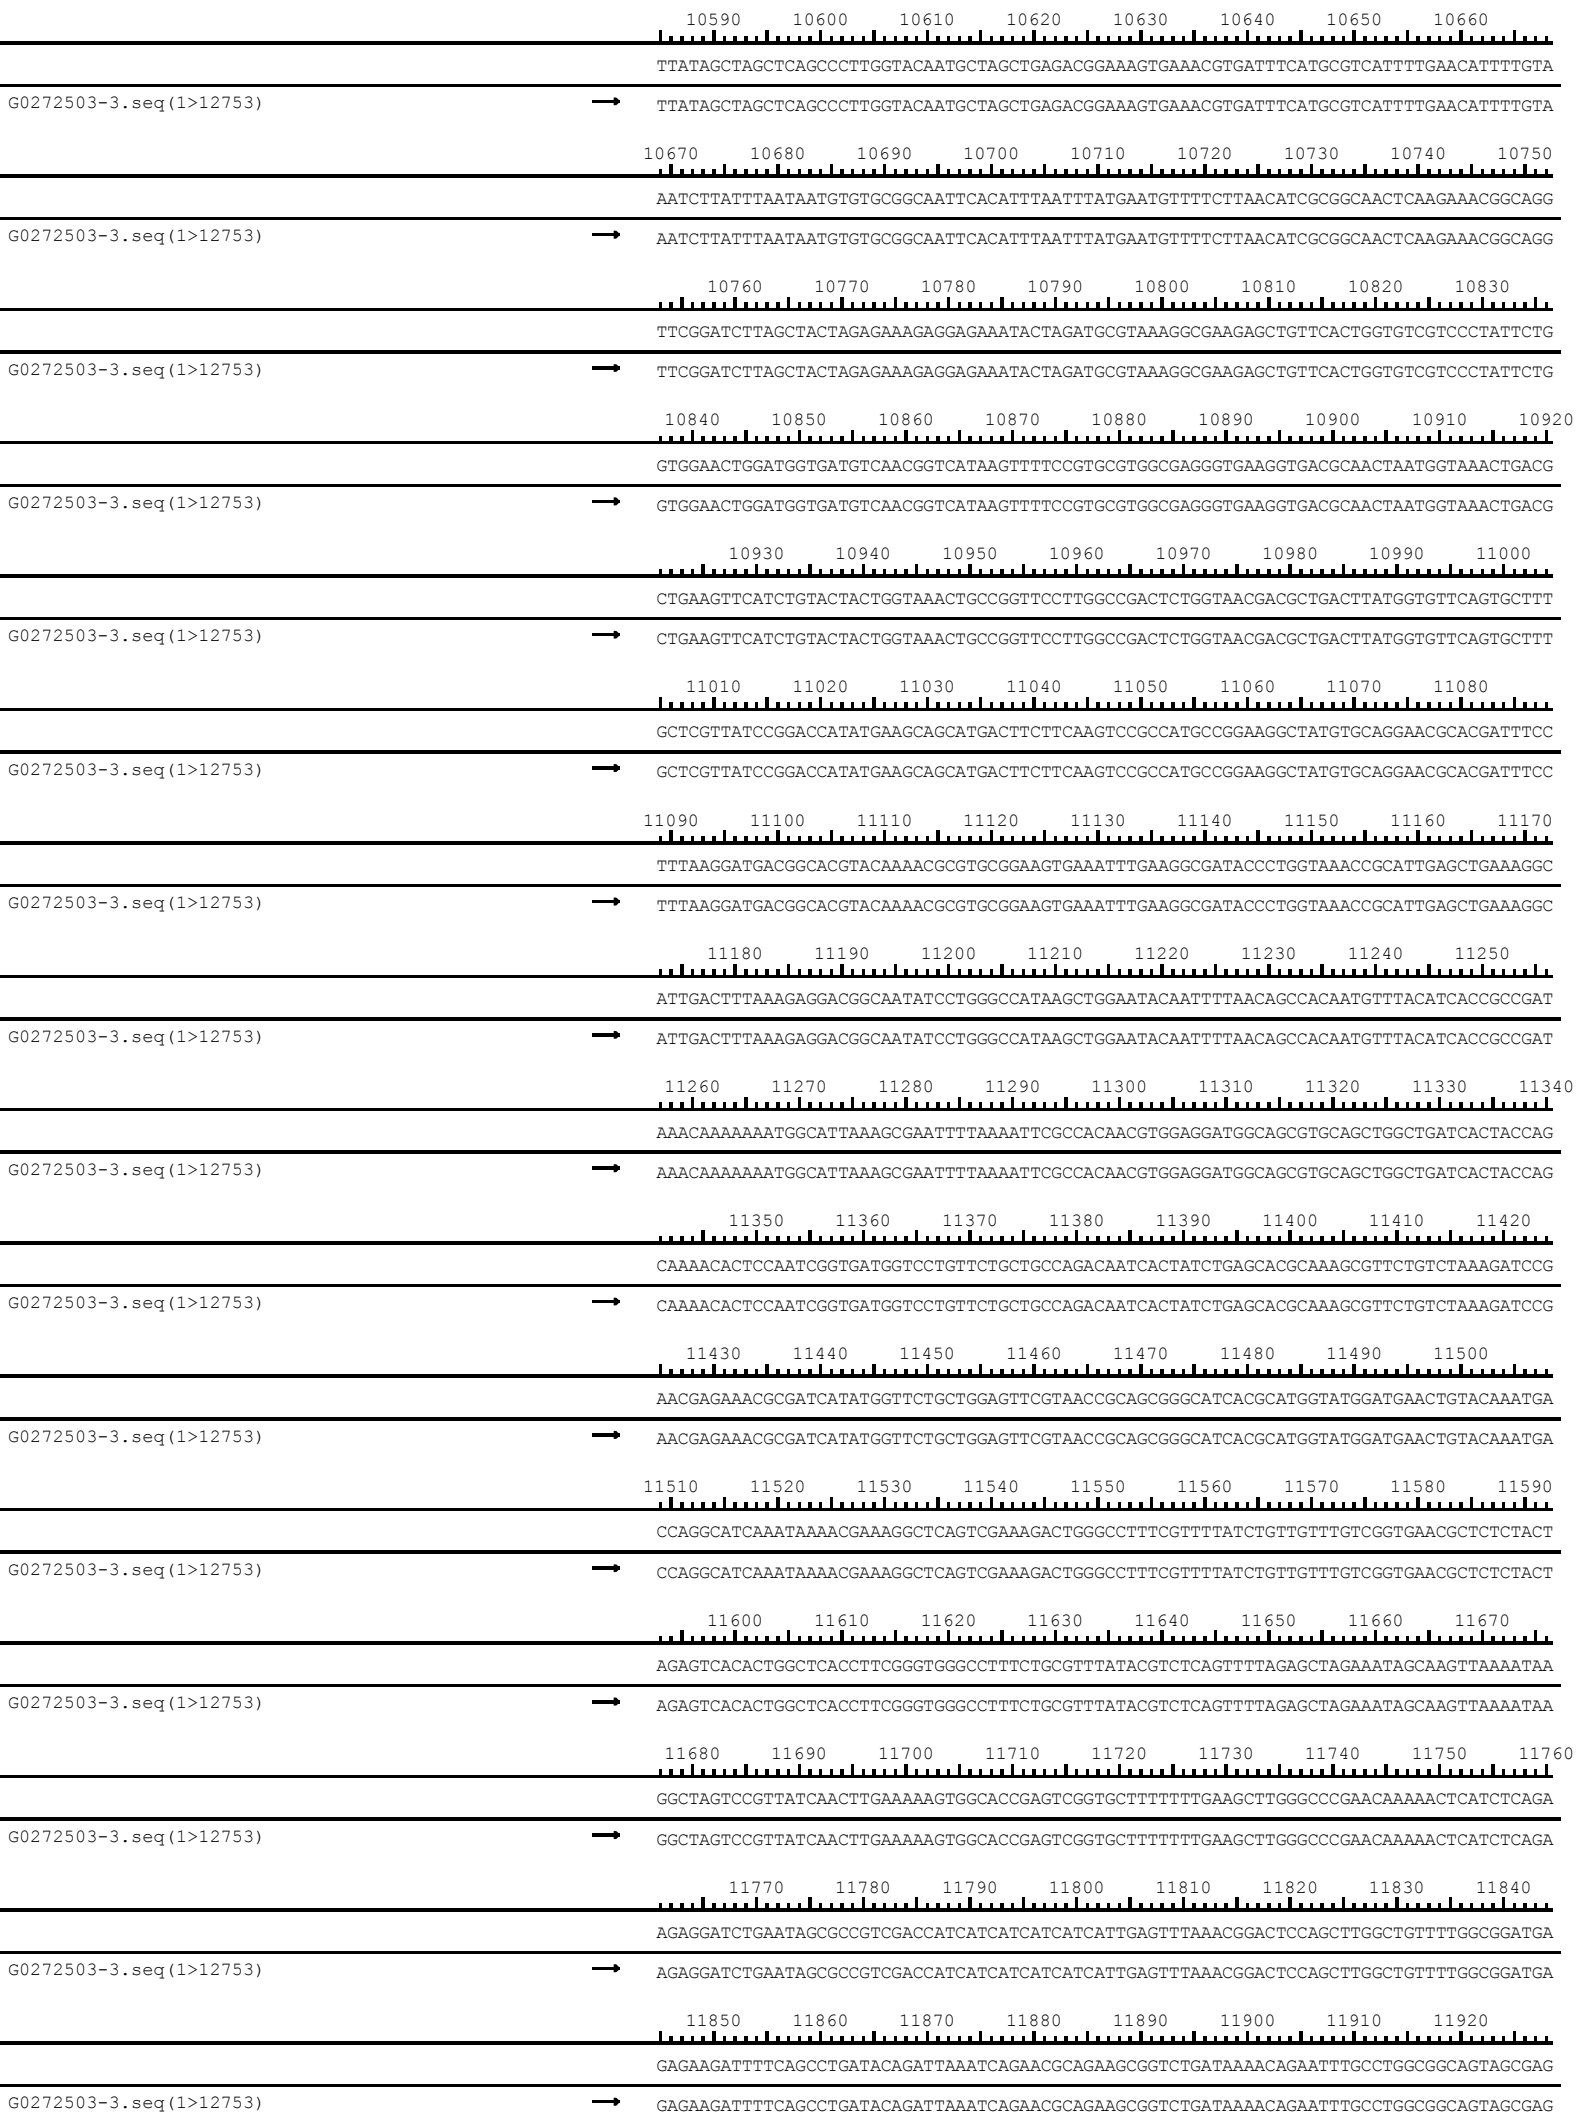 10590 10600 10610 10620 10630 10640 10650 10660
TTATAGCTAGCTCAGCCCTTGGTACAATGCTAGCTGAGACGGAAAGTGAAACGTGATTTCATGCGTCATTTTGAACATTTTGTA
G0272503-3.seq(1>12753) → TTATAGCTAGCTCAGCCCTTGGTACAATGCTAGCTGAGACGGAAAGTGAAACGTGATTTCATGCGTCATTTTGAACATTTTGTA
10670 10680 10690 10700 10710 10720 10730 10740 10750
AATCTTATTTAATAATGTGTGCGGCAATTCACATTTAATTTATGAATGTTTTCTTAACATCGCGGCAACTCAAGAAACGGCAGG
G0272503-3.seq(1>12753) → AATCTTATTTAATAATGTGTGCGGCAATTCACATTTAATTTATGAATGTTTTCTTAACATCGCGGCAACTCAAGAAACGGCAGG
10760 10770 10780 10790 10800 10810 10820 10830
TTCGGATCTTAGCTACTAGAGAAAGAGGAGAAATACTAGATGCGTAAAGGCGAAGAGCTGTTCACTGGTGTCGTCCCTATTCTG
G0272503-3.seq(1>12753) → TTCGGATCTTAGCTACTAGAGAAAGAGGAGAAATACTAGATGCGTAAAGGCGAAGAGCTGTTCACTGGTGTCGTCCCTATTCTG
10840 10850 10860 10870 10880 10890 10900 10910 10920
GTGGAACTGGATGGTGATGTCAACGGTCATAAGTTTTCCGTGCGTGGCGAGGGTGAAGGTGACGCAACTAATGGTAAACTGACG
G0272503-3.seq(1>12753) → GTGGAACTGGATGGTGATGTCAACGGTCATAAGTTTTCCGTGCGTGGCGAGGGTGAAGGTGACGCAACTAATGGTAAACTGACG
10930 10940 10950 10960 10970 10980 10990 11000
CTGAAGTTCATCTGTACTACTGGTAAACTGCCGGTTCCTTGGCCGACTCTGGTAACGACGCTGACTTATGGTGTTCAGTGCTTT
G0272503-3.seq(1>12753) → CTGAAGTTCATCTGTACTACTGGTAAACTGCCGGTTCCTTGGCCGACTCTGGTAACGACGCTGACTTATGGTGTTCAGTGCTTT
11010 11020 11030 11040 11050 11060 11070 11080
GCTCGTTATCCGGACCATATGAAGCAGCATGACTTCTTCAAGTCCGCCATGCCGGAAGGCTATGTGCAGGAACGCACGATTTCC
G0272503-3.seq(1>12753) → GCTCGTTATCCGGACCATATGAAGCAGCATGACTTCTTCAAGTCCGCCATGCCGGAAGGCTATGTGCAGGAACGCACGATTTCC
11090 11100 11110 11120 11130 11140 11150 11160 11170
TTTAAGGATGACGGCACGTACAAAACGCGTGCGGAAGTGAAATTTGAAGGCGATACCCTGGTAAACCGCATTGAGCTGAAAGGC
G0272503-3.seq(1>12753) → TTTAAGGATGACGGCACGTACAAAACGCGTGCGGAAGTGAAATTTGAAGGCGATACCCTGGTAAACCGCATTGAGCTGAAAGGC
11180 11190 11200 11210 11220 11230 11240 11250
ATTGACTTTAAAGAGGACGGCAATATCCTGGGCCATAAGCTGGAATACAATTTTAACAGCCACAATGTTTACATCACCGCCGAT
G0272503-3.seq(1>12753) → ATTGACTTTAAAGAGGACGGCAATATCCTGGGCCATAAGCTGGAATACAATTTTAACAGCCACAATGTTTACATCACCGCCGAT
11260 11270 11280 11290 11300 11310 11320 11330 11340
AAACAAAAAAATGGCATTAAAGCGAATTTTAAAATTCGCCACAACGTGGAGGATGGCAGCGTGCAGCTGGCTGATCACTACCAG
G0272503-3.seq(1>12753) → AAACAAAAAAATGGCATTAAAGCGAATTTTAAAATTCGCCACAACGTGGAGGATGGCAGCGTGCAGCTGGCTGATCACTACCAG
11350 11360 11370 11380 11390 11400 11410 11420
CAAAACACTCCAATCGGTGATGGTCCTGTTCTGCTGCCAGACAATCACTATCTGAGCACGCAAAGCGTTCTGTCTAAAGATCCG
G0272503-3.seq(1>12753) → CAAAACACTCCAATCGGTGATGGTCCTGTTCTGCTGCCAGACAATCACTATCTGAGCACGCAAAGCGTTCTGTCTAAAGATCCG
11430 11440 11450 11460 11470 11480 11490 11500
AACGAGAAACGCGATCATATGGTTCTGCTGGAGTTCGTAACCGCAGCGGGCATCACGCATGGTATGGATGAACTGTACAAATGA
G0272503-3.seq(1>12753) → AACGAGAAACGCGATCATATGGTTCTGCTGGAGTTCGTAACCGCAGCGGGCATCACGCATGGTATGGATGAACTGTACAAATGA
11510 11520 11530 11540 11550 11560 11570 11580 11590
CCAGGCATCAAATAAAACGAAAGGCTCAGTCGAAAGACTGGGCCTTTCGTTTTATCTGTTGTTTGTCGGTGAACGCTCTCTACT
G0272503-3.seq(1>12753) → CCAGGCATCAAATAAAACGAAAGGCTCAGTCGAAAGACTGGGCCTTTCGTTTTATCTGTTGTTTGTCGGTGAACGCTCTCTACT
11600 11610 11620 11630 11640 11650 11660 11670
AGAGTCACACTGGCTCACCTTCGGGTGGGCCTTTCTGCGTTTATACGTCTCAGTTTTAGAGCTAGAAATAGCAAGTTAAAATAA
G0272503-3.seq(1>12753) → AGAGTCACACTGGCTCACCTTCGGGTGGGCCTTTCTGCGTTTATACGTCTCAGTTTTAGAGCTAGAAATAGCAAGTTAAAATAA
11680 11690 11700 11710 11720 11730 11740 11750 11760
GGCTAGTCCGTTATCAACTTGAAAAAGTGGCACCGAGTCGGTGCTTTTTTTGAAGCTTGGGCCCGAACAAAAACTCATCTCAGA
G0272503-3.seq(1>12753) → GGCTAGTCCGTTATCAACTTGAAAAAGTGGCACCGAGTCGGTGCTTTTTTTGAAGCTTGGGCCCGAACAAAAACTCATCTCAGA
11770 11780 11790 11800 11810 11820 11830 11840
AGAGGATCTGAATAGCGCCGTCGACCATCATCATCATCATCATTGAGTTTAAACGGACTCCAGCTTGGCTGTTTTGGCGGATGA
G0272503-3.seq(1>12753) → AGAGGATCTGAATAGCGCCGTCGACCATCATCATCATCATCATTGAGTTTAAACGGACTCCAGCTTGGCTGTTTTGGCGGATGA
11850 11860 11870 11880 11890 11900 11910 11920
GAGAAGATTTTCAGCCTGATACAGATTAAATCAGAACGCAGAAGCGGTCTGATAAAACAGAATTTGCCTGGCGGCAGTAGCGAG
G0272503-3.seq(1>12753) → GAGAAGATTTTCAGCCTGATACAGATTAAATCAGAACGCAGAAGCGGTCTGATAAAACAGAATTTGCCTGGCGGCAGTAGCGAG